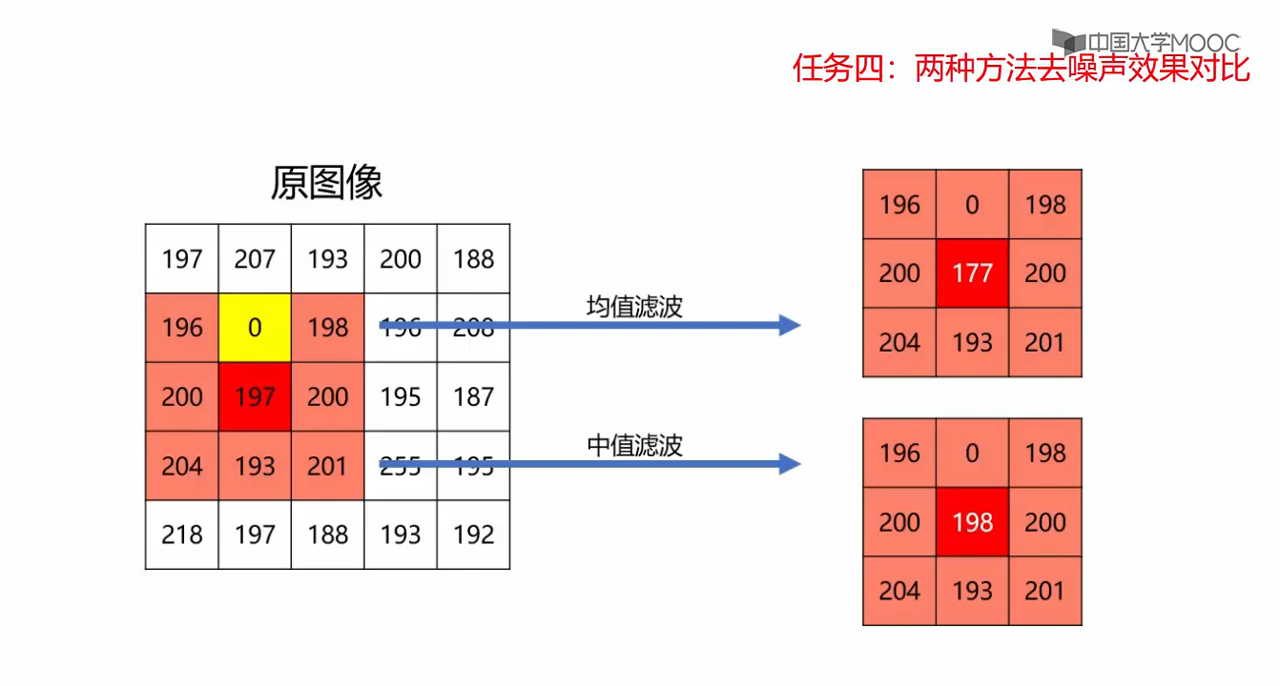 中国大学MOOC
任务四：两种方法去噪声效果对比
原图像
197 207 193 200 188
196 0 198 196 208
200 197 200 195 187
204 193 201 255 195
218 197 188 193 192
均值滤波
196 0 198
200 177 200
204 193 201
中值滤波
196 0 198
200 198 200
204 193 201